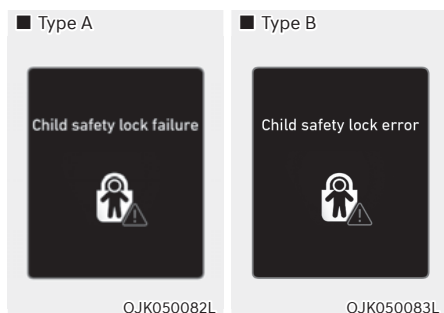 ■ Type A
Child safety lock failure
OJK050082L
■ Type B
Child safety lock error
OJK050083L